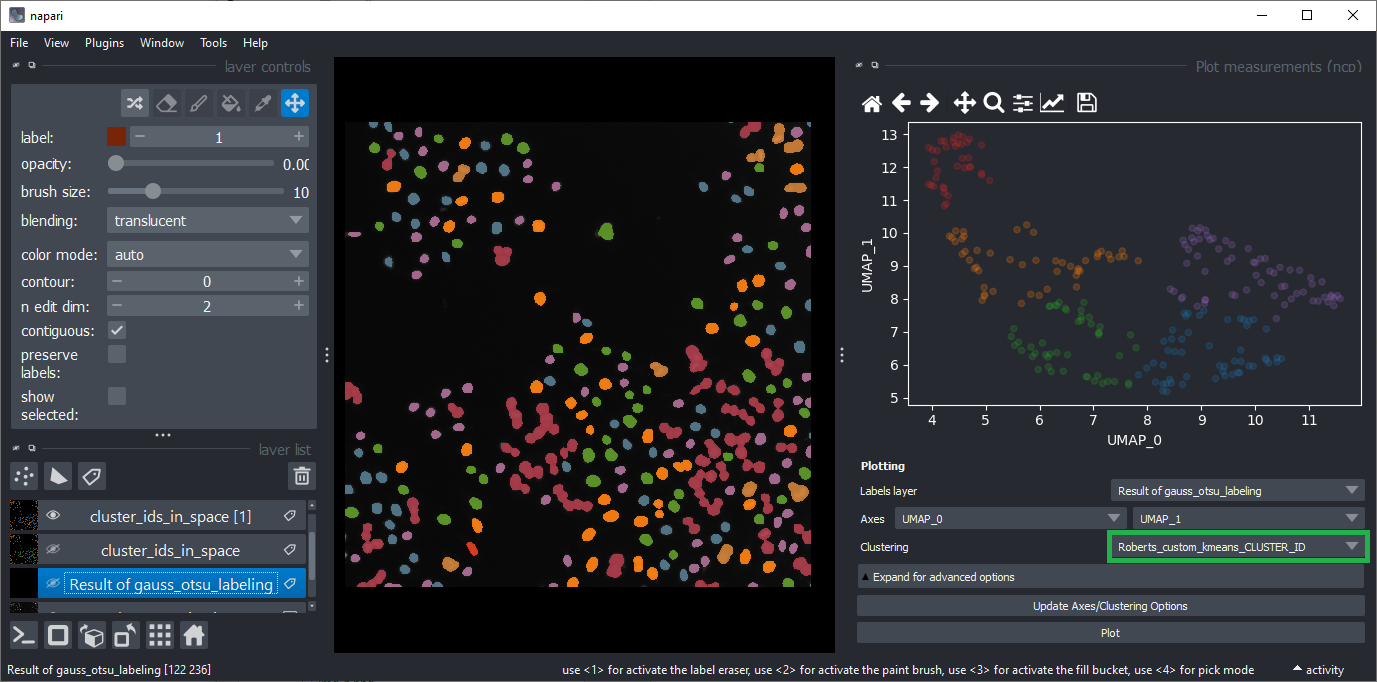 napari
File View Plugins Window Tools Help
layer controls
label: 1
opacity: 0.00
brush size: 10
blending: translucent
color mode: auto
contour: 0
n edit dim: 2
contiguous:
preserve
labels:
show
selected:
layer list
cluster_ids_in_space [1]
cluster_ids_in_space
Result of gauss_otsu_labeling
Plot measurements (ncp)
13
12
11
10
9
8
7
6
5
UMAP_1
4 5 6 7 8 9 10 11
UMAP_0
Plotting
Labels layer Result of gauss_otsu_labeling
Axes UMAP_0 UMAP_1
Clustering Roberts_custom_kmeans_CLUSTER_ID
Expand for advanced options
Update Axes/Clustering Options
Plot
Result of gauss_otsu_labeling [122 236] use <1> for activate the label eraser, use <2> for activate the paint brush, use <3> for activate the fill bucket, use <4> for pick mode activity